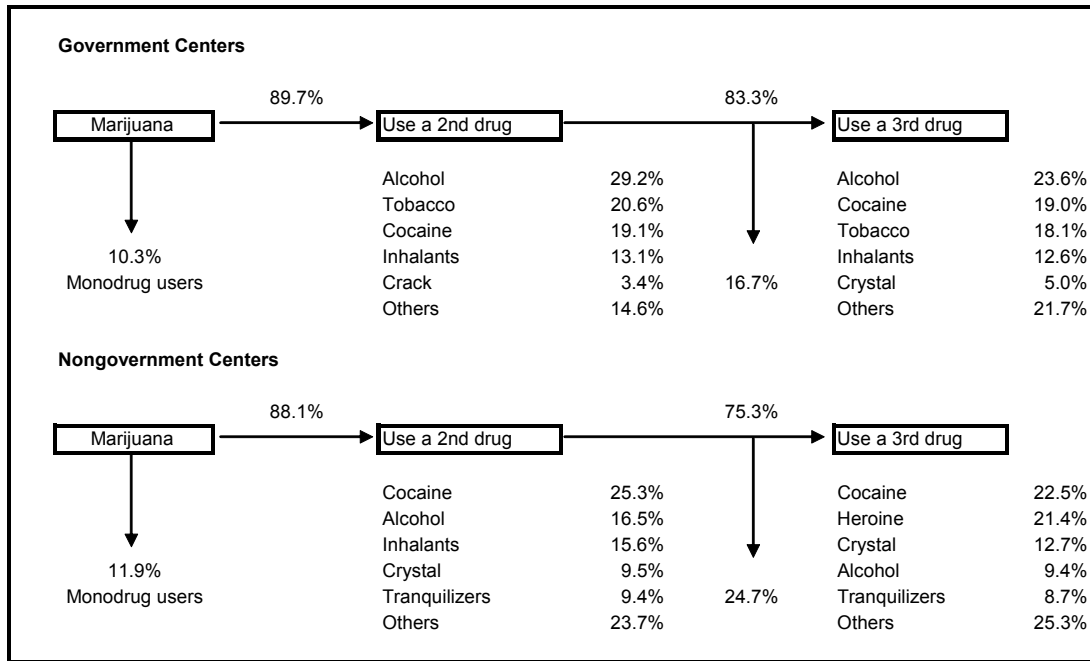 Government Centers
89.7% 83.3%
Marijuana Use a 2nd drug Use a 3rd drug
Alcohol 29.2% Alcohol 23.6%
Tobacco 20.6% Cocaine 19.0%
Cocaine 19.1% Tobacco 18.1%
10.3% Inhalants 13.1% Inhalants 12.6%
Monodrug users Crack 3.4% 16.7% Crystal 5.0%
Others 14.6% Others 21.7%
Nongovernment Centers
88.1% 75.3%
Marijuana Use a 2nd drug Use a 3rd drug
Cocaine 25.3% Cocaine 22.5%
Alcohol 16.5% Heroine 21.4%
Inhalants 15.6% Crystal 12.7%
11.9% Crystal 9.5% Alcohol 9.4%
Monodrug users Tranquilizers 9.4% 24.7% Tranquilizers 8.7%
Others 23.7% Others 25.3%